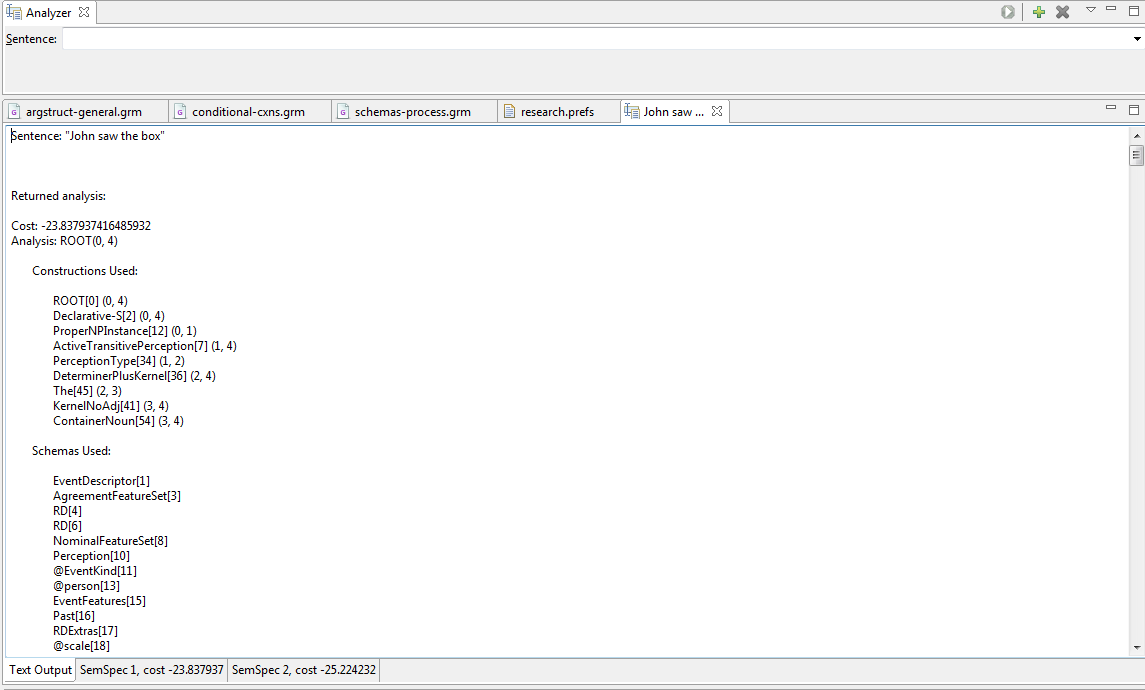 Analyzer
Sentence:
argstruct-general.grm
conditional-cxns.grm
schemas-process.grm
research.prefs
John saw ...
Sentence: "John saw the box"
Returned analysis:
Cost: -23.837937416485932
Analysis: ROOT(0, 4)
Constructions Used:
ROOT[0] (0, 4)
Declarative-S[2] (0, 4)
ProperNPInstance[12] (0, 1)
ActiveTransitivePerception[7] (1, 4)
PerceptionType[34] (1, 2)
DeterminerPlusKernel[36] (2, 4)
The[45] (2, 3)
KernelNoAdj[41] (3, 4)
ContainerNoun[54] (3, 4)
Schemas Used:
EventDescriptor[1]
AgreementFeatureSet[3]
RD[4]
RD[6]
NominalFeatureSet[8]
Perception[10]
@EventKind[11]
@person[13]
EventFeatures[15]
Past[16]
RDExtras[17]
@scale[18]
Text Output
SemSpec 1, cost -23.837937
SemSpec 2, cost -25.224232